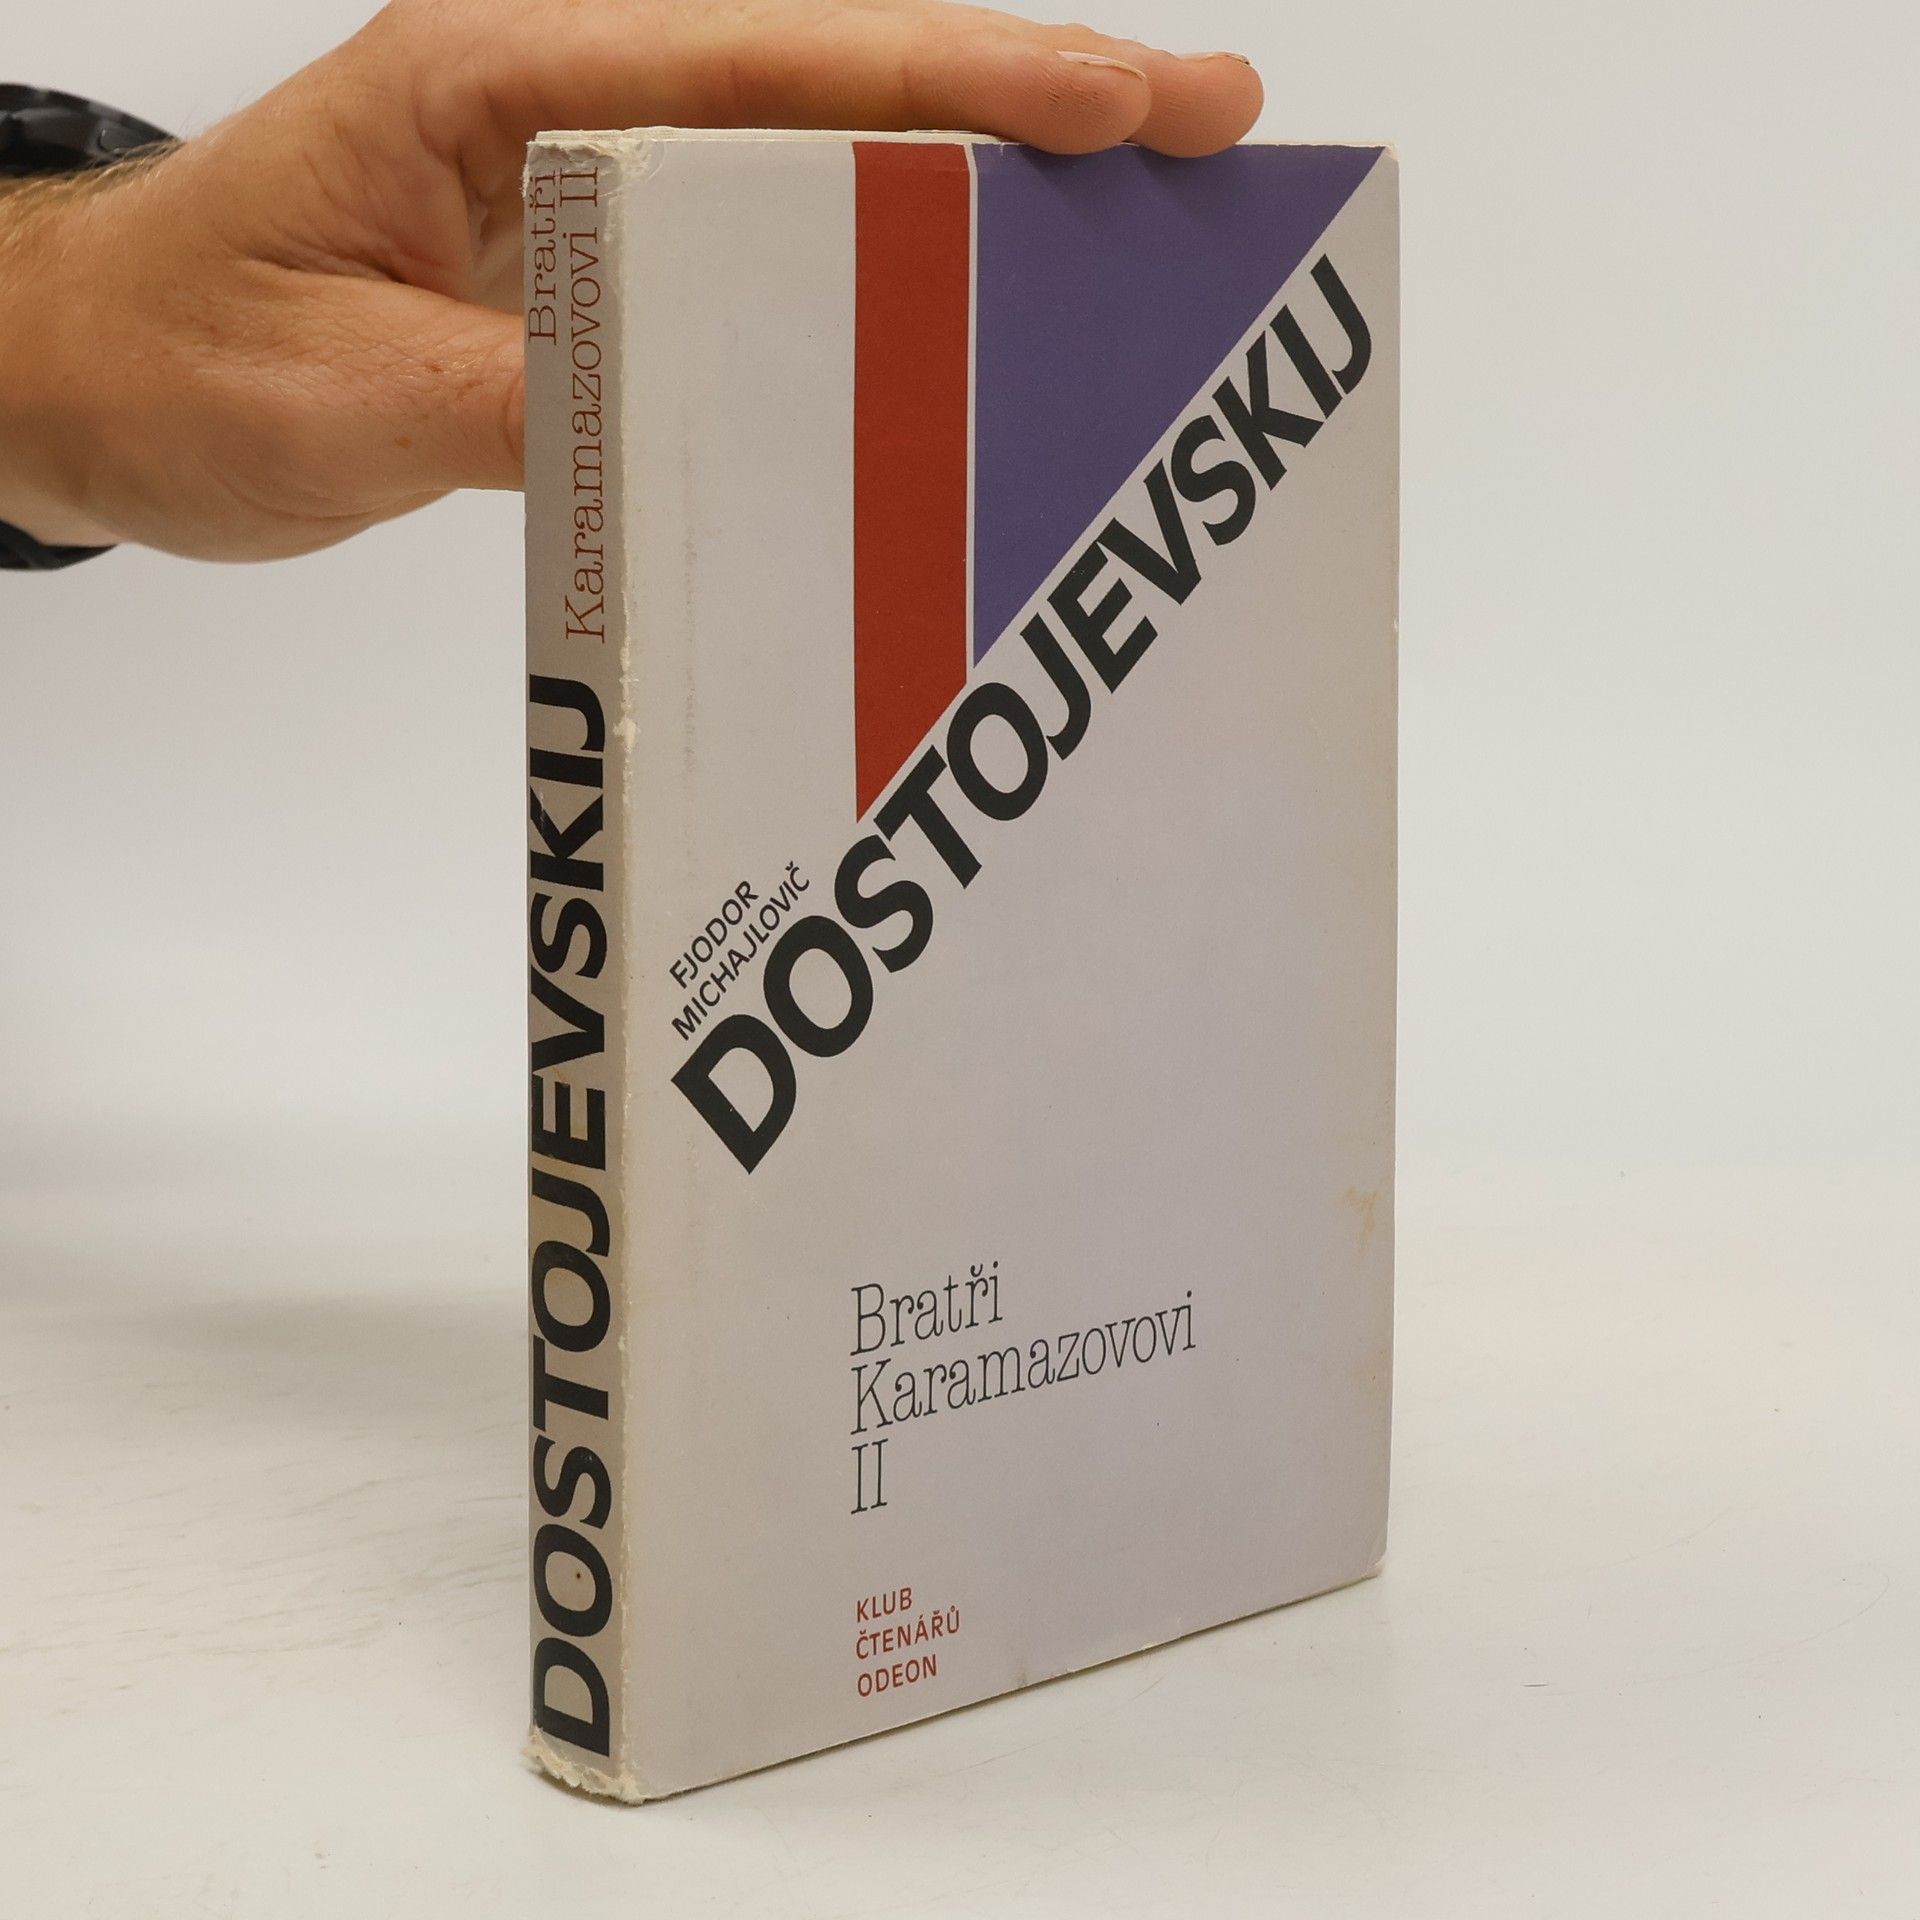 Bratři
Karamazovovi II
DOSTOJEVSKIJ
FJODOR
MICHAJLOVIČ
DOSTOJEVSKIJ
Bratři
Karamazovovi
II
KLUB
ČTENÁŘŮ
ODEON